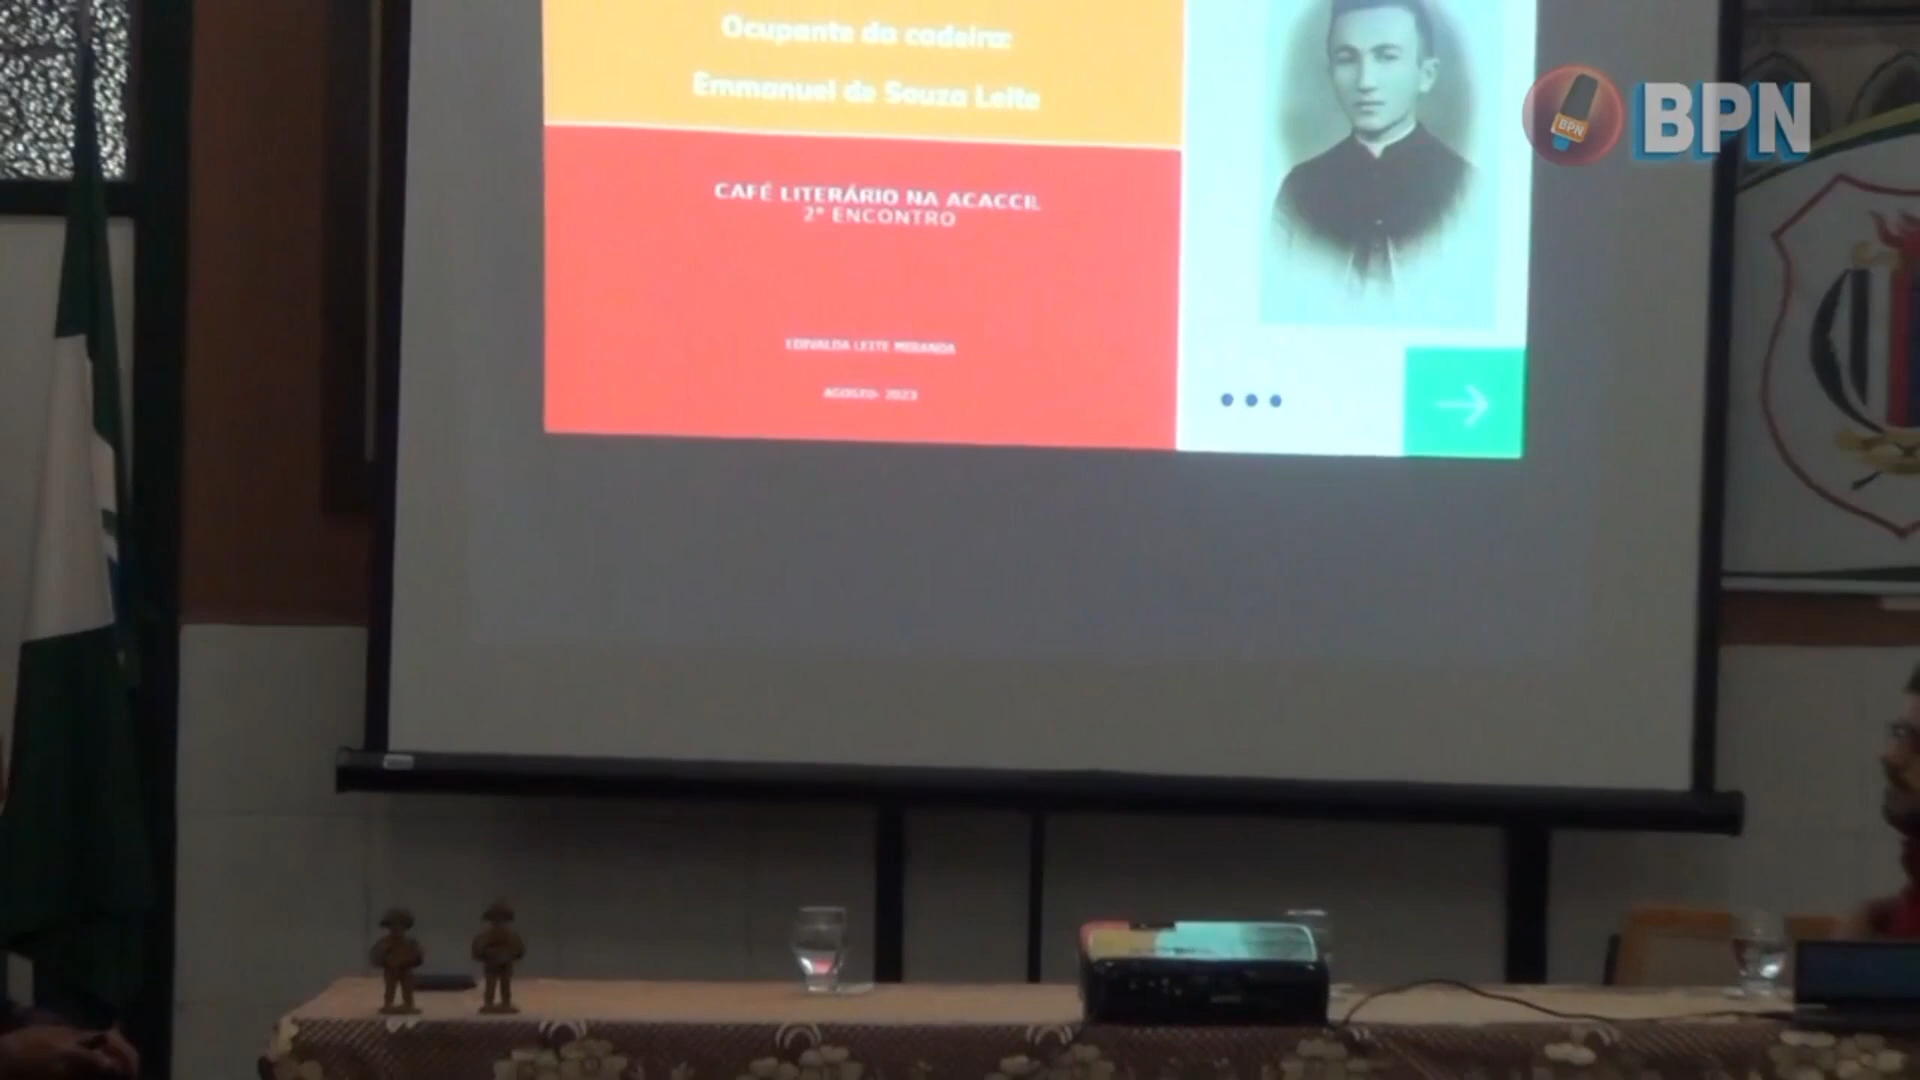 Ocupante da cadeira:
Emmanuel de Souza Leite
CAFÉ LITERÁRIO NA ACACCIL
2º ENCONTRO
EDIVALDA LEITE MIRANDA
AGOSTO- 2023
BPN
BPN